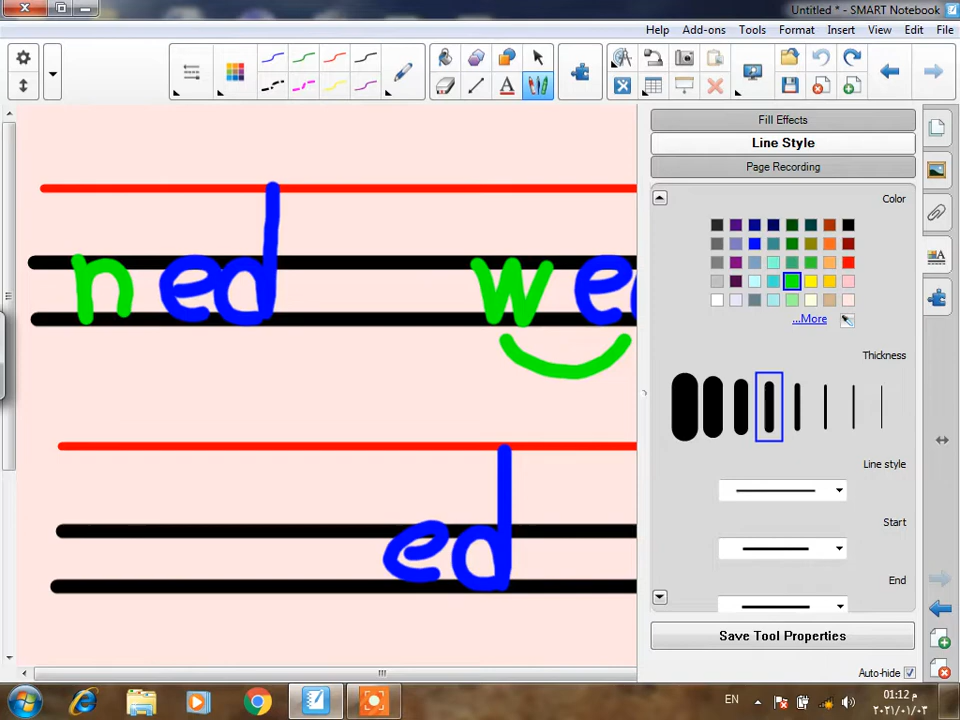 Untitled * - SMART Notebook
Help Add-ons Tools Format Insert View Edit File
Fill Effects
Line Style
Page Recording
Color
...More
Thickness
Line style
Start
End
Save Tool Properties
Auto-hide
ned we
ed
EN
01:12 م
٢٠٢١/٠١/٠٣